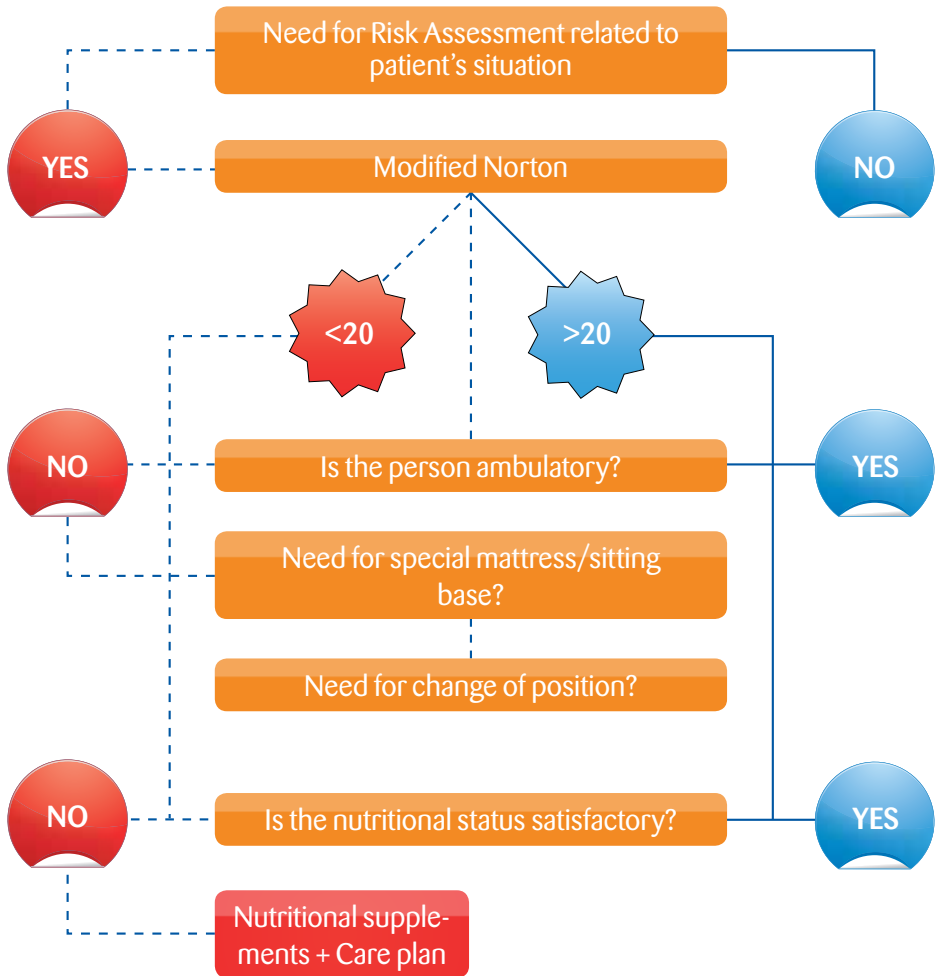 Need for Risk Assessment related to
patient's situation
YES
Modified Norton
NO
<20
>20
NO
Is the person ambulatory?
YES
Need for special mattress/sitting
base?
Need for change of position?
NO
Is the nutritional status satisfactory?
YES
Nutritional supple-
ments + Care plan